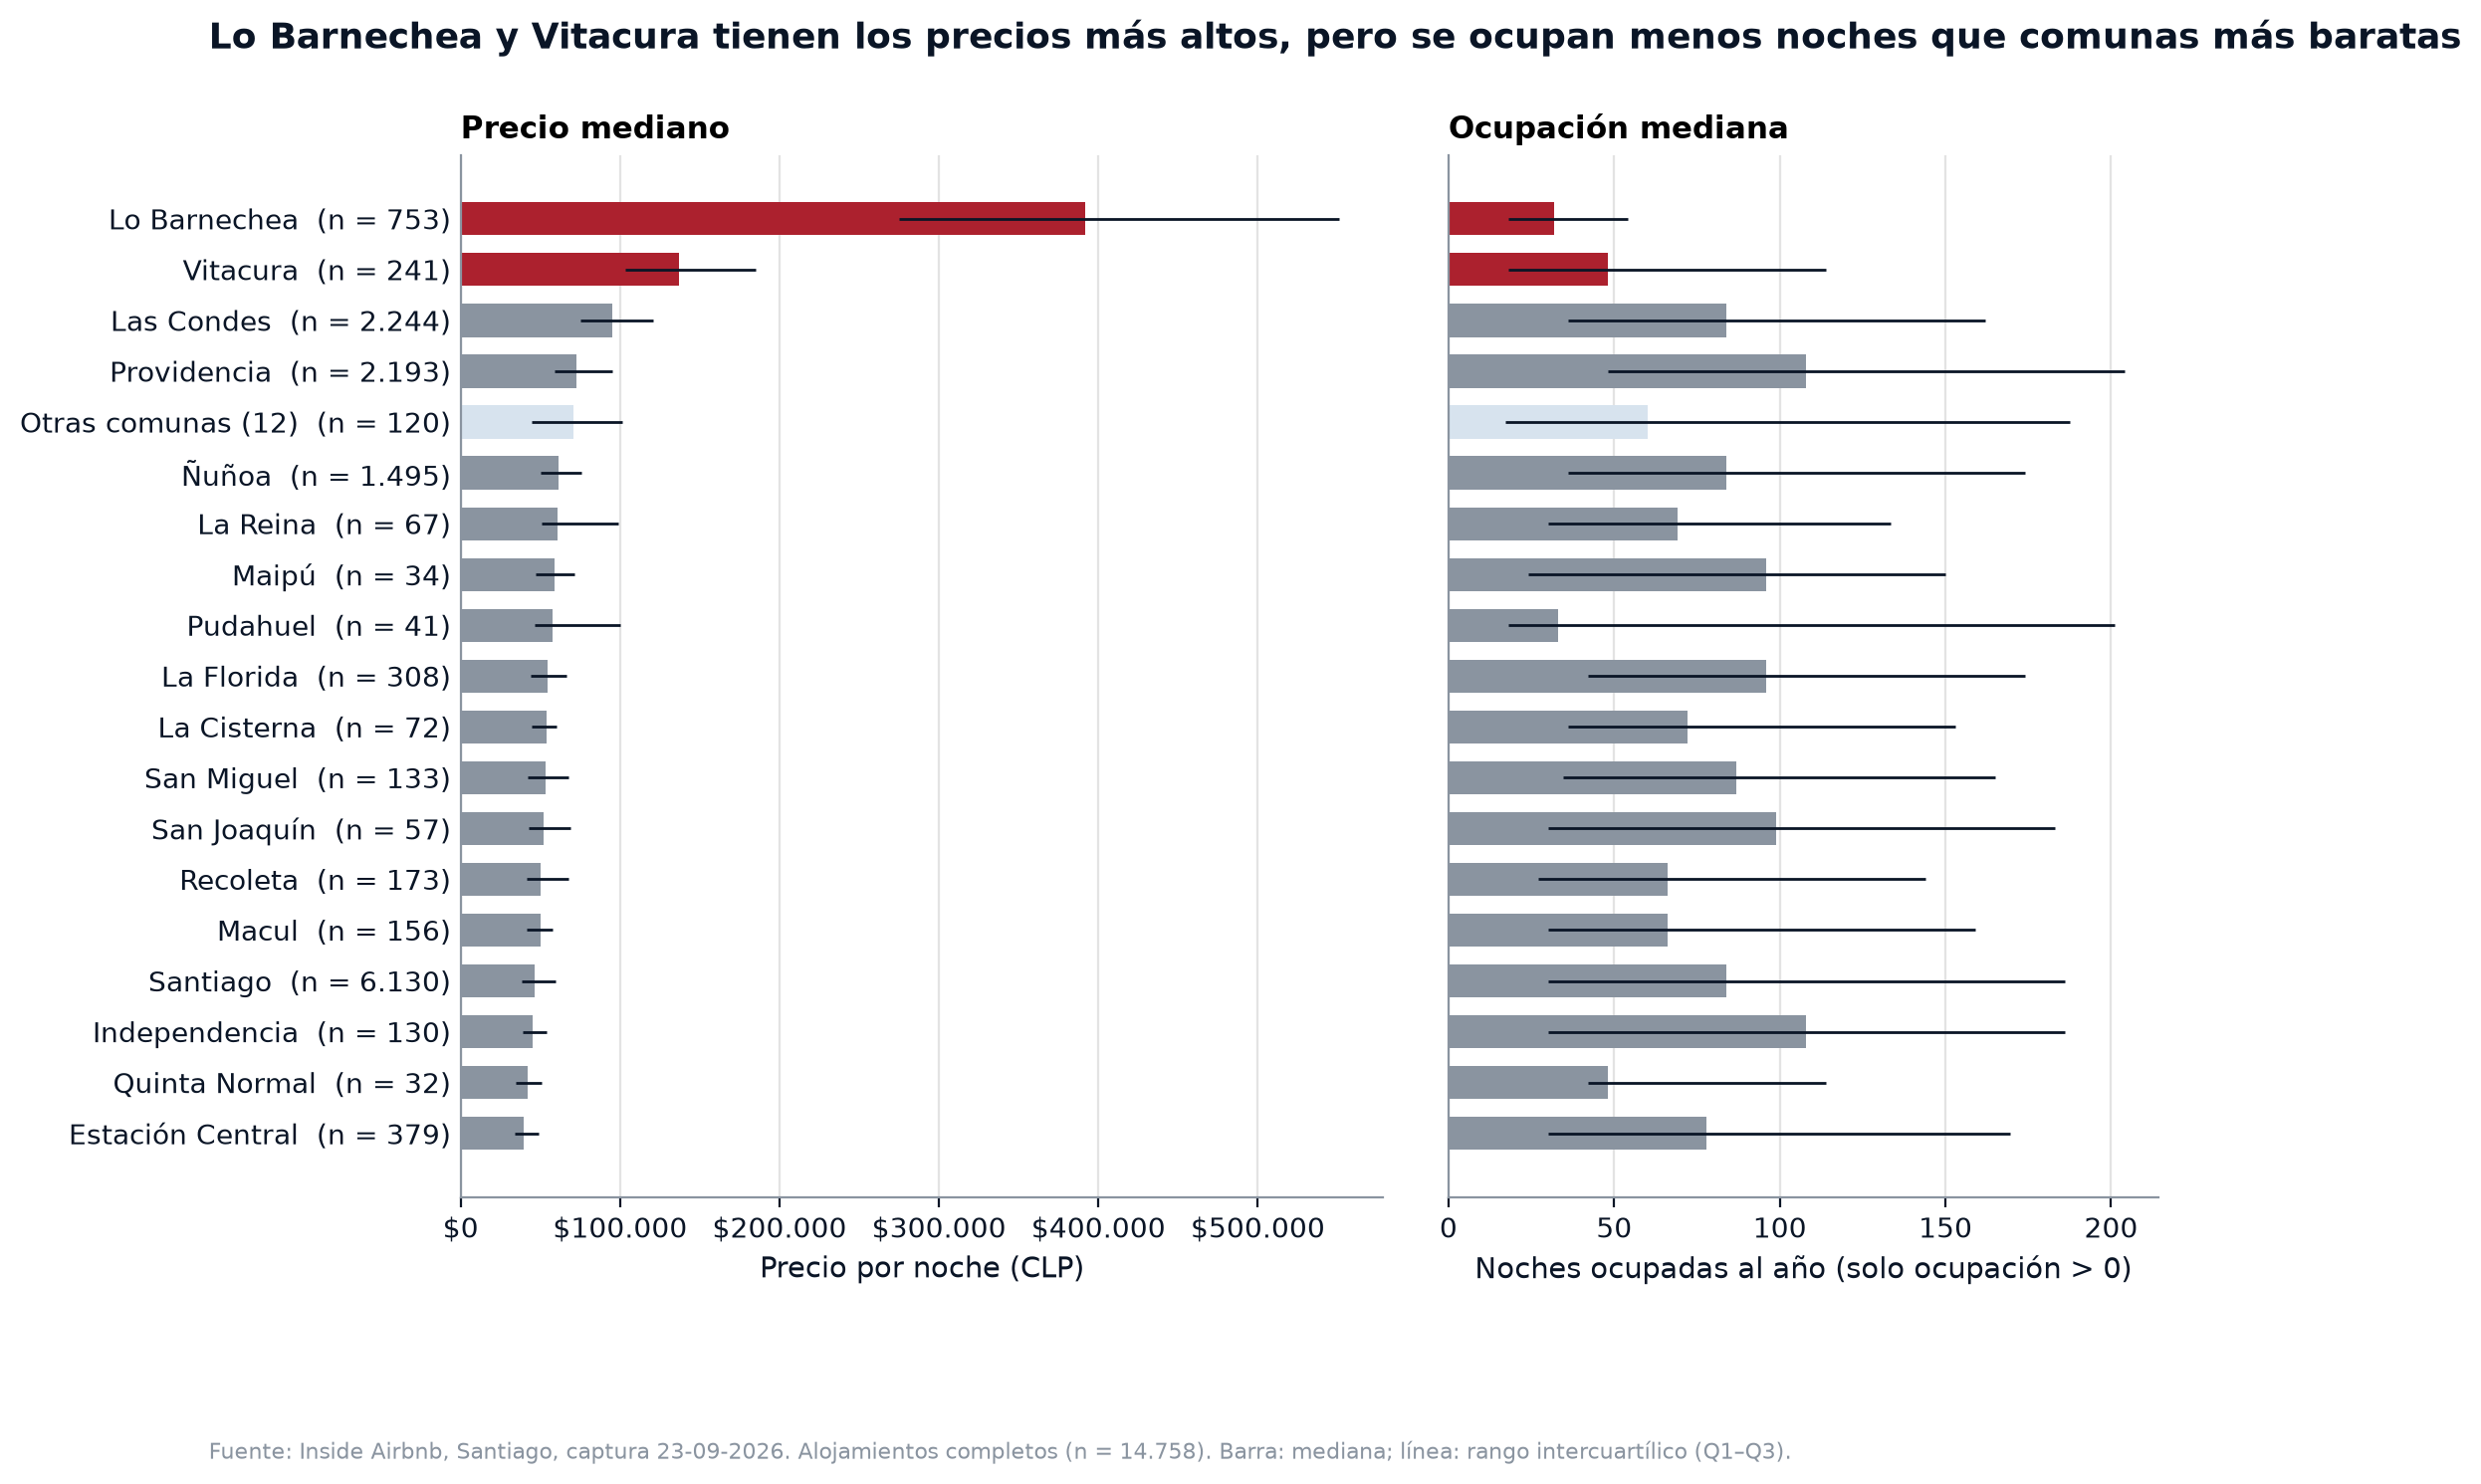 Lo Barnechea y Vitacura tienen los precios más altos, pero se ocupan menos noches que comunas más baratas
Precio mediano
Ocupación mediana
Lo Barnechea (n = 753)
Vitacura (n = 241)
Las Condes (n = 2.244)
Providencia (n = 2.193)
Otras comunas (12) (n = 120)
Ñuñoa (n = 1.495)
La Reina (n = 67)
Maipú (n = 34)
Pudahuel (n = 41)
La Florida (n = 308)
La Cisterna (n = 72)
San Miguel (n = 133)
San Joaquín (n = 57)
Recoleta (n = 173)
Macul (n = 156)
Santiago (n = 6.130)
Independencia (n = 130)
Quinta Normal (n = 32)
Estación Central (n = 379)
$0 $100.000 $200.000 $300.000 $400.000 $500.000
Precio por noche (CLP)
0 50 100 150 200
Noches ocupadas al año (solo ocupación > 0)
Fuente: Inside Airbnb, Santiago, captura 23-09-2026. Alojamientos completos (n = 14.758). Barra: mediana; línea: rango intercuartílico (Q1–Q3).